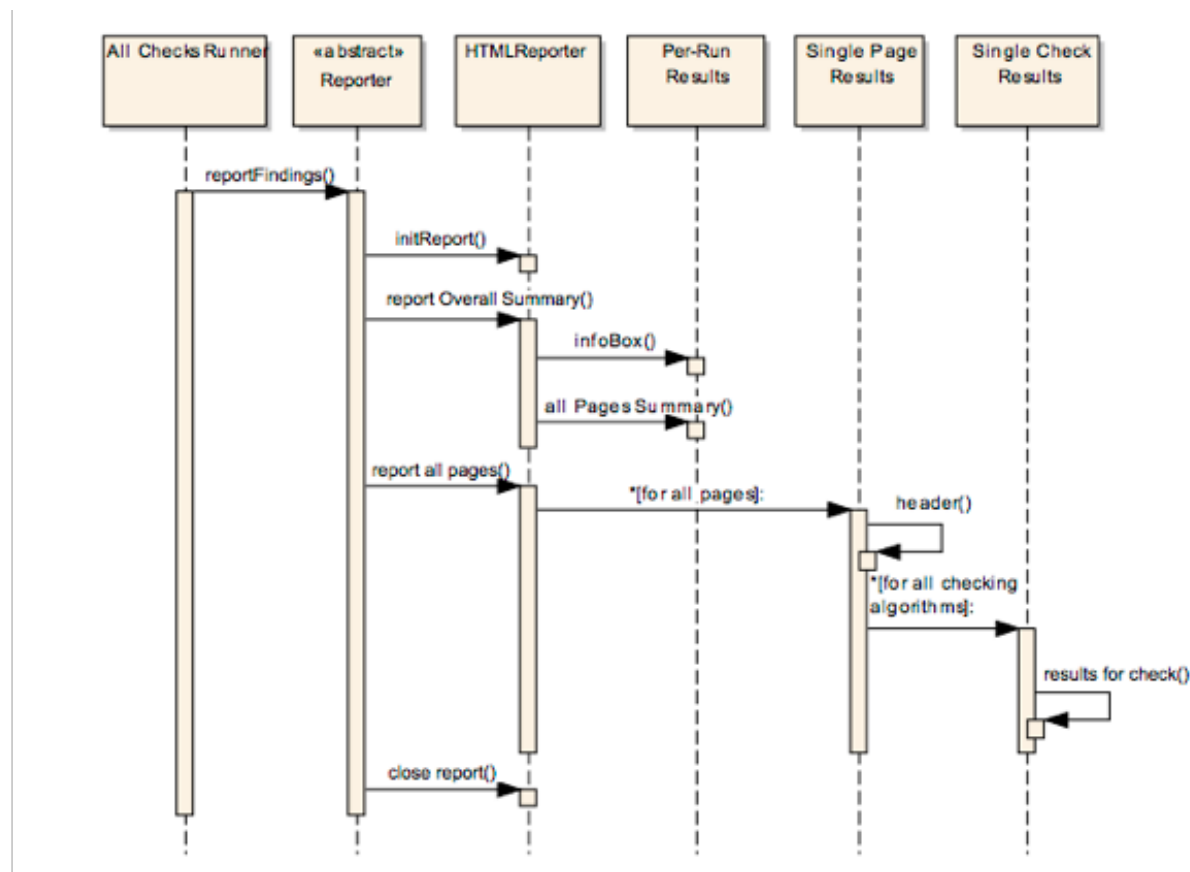 All Checks Runner
«abstract»
Reporter
HTMLReporter
Per-Run
Results
Single Page
Results
Single Check
Results
reportFindings()
initReport()
report Overall Summary()
infoBox()
all Pages Summary()
report all pages()
*[for all pages]:
header()
*[for all checking
algorithms]:
results for check()
close report()